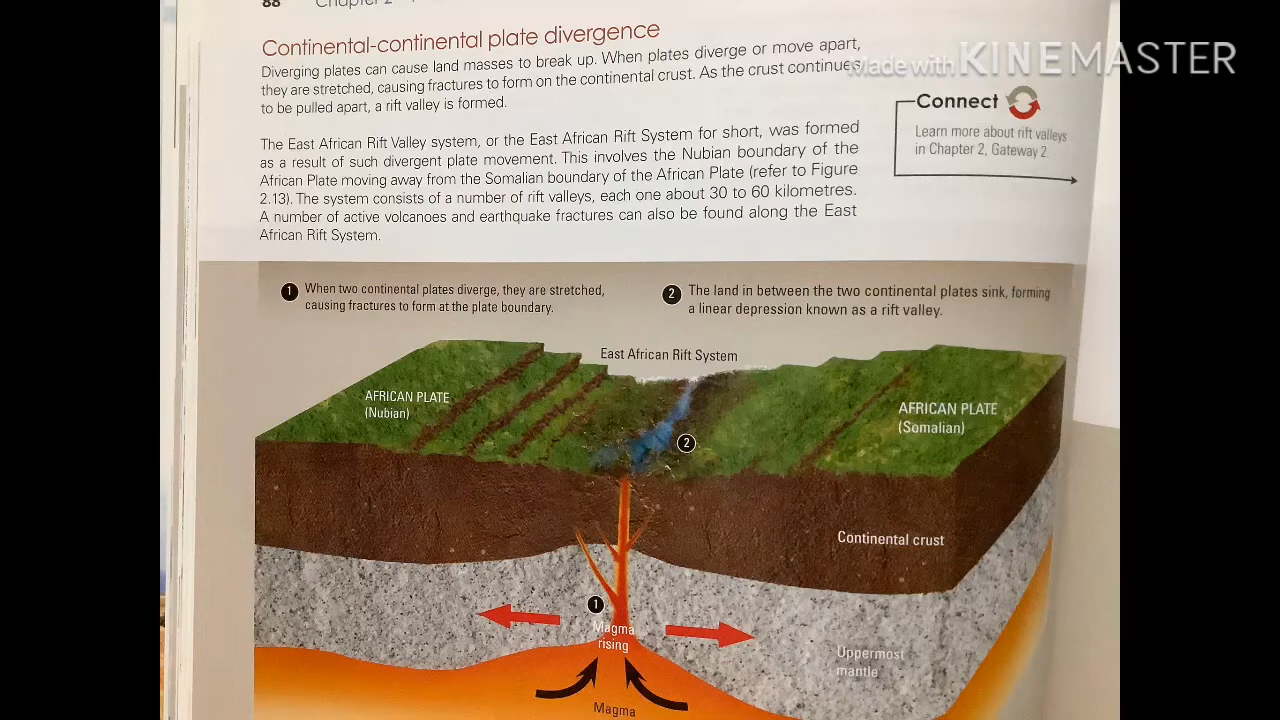 88 Chapter 2
Continental-continental plate divergence
Diverging plates can cause land masses to break up. When plates diverge or move apart,
they are stretched, causing fractures to form on the continental crust. As the crust continues
to be pulled apart, a rift valley is formed.
The East African Rift Valley system, or the East African Rift System for short, was formed
as a result of such divergent plate movement. This involves the Nubian boundary of the
African Plate moving away from the Somalian boundary of the African Plate (refer to Figure
2.13). The system consists of a number of rift valleys, each one about 30 to 60 kilometres.
A number of active volcanoes and earthquake fractures can also be found along the East
African Rift System.
Made with KINEMASTER
Connect
Learn more about rift valleys
in Chapter 2, Gateway 2
1 When two continental plates diverge, they are stretched,
causing fractures to form at the plate boundary.
2 The land in between the two continental plates sink, forming
a linear depression known as a rift valley.
East African Rift System
AFRICAN PLATE
(Nubian)
AFRICAN PLATE
(Somalian)
2
Continental crust
1
Magma
rising
Uppermost
mantle
Magma